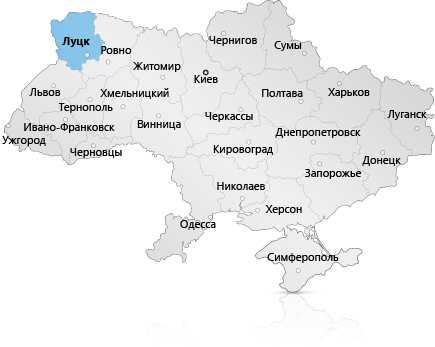 Чернигов
Луцк
Сумы
Ровно
Житомир
Киев
Львов
Хмельницкий
Полтава
Харьков
Тернополь
Черкассы
Луганск
Ивано-Франковск
Винница
Днепропетровск
Ужгород
Черновцы
Кировоград
Донецк
Запорожье
Николаев
Херсон
Одесса
Симферополь